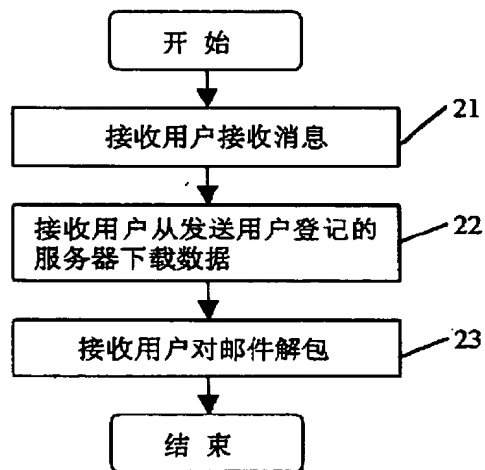 开 始
接收用户接收消息
21
接收用户从发送用户登记的
服务器下载数据
22
接收用户对邮件解包
23
结 束